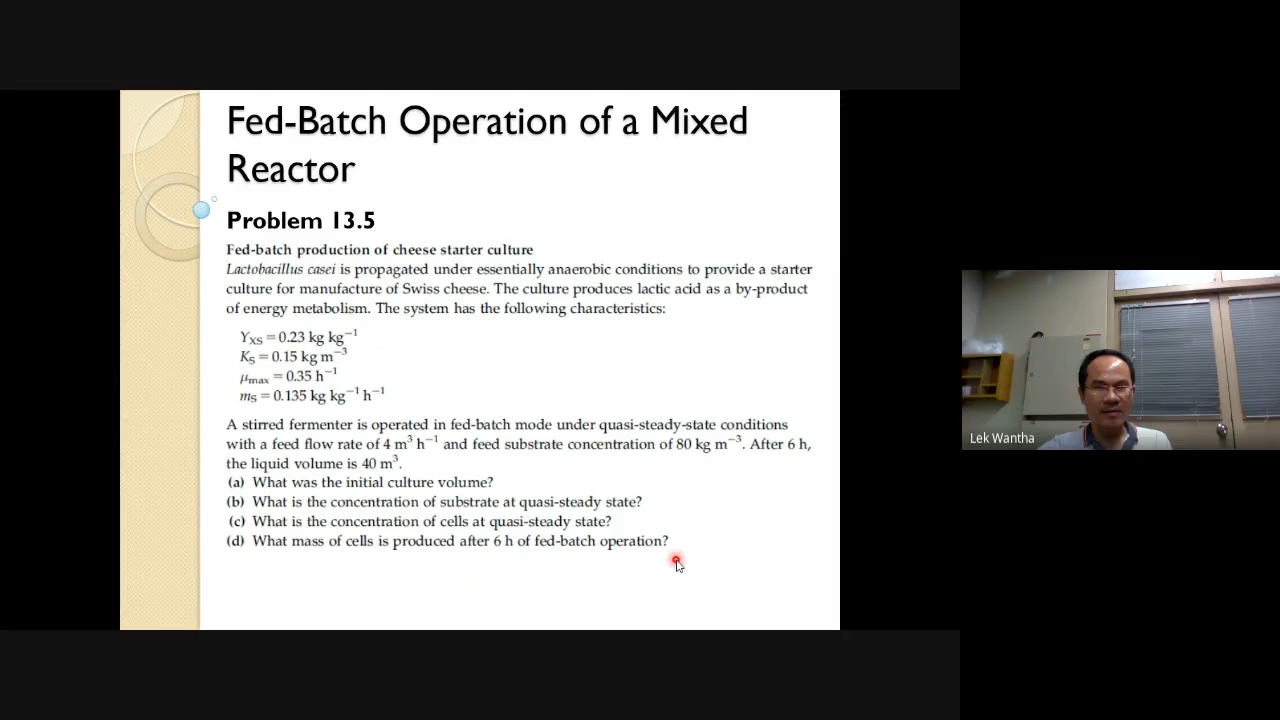 Fed-Batch Operation of a Mixed
Reactor
Problem 13.5
Fed-batch production of cheese starter culture
Lactobacillus casei is propagated under essentially anaerobic conditions to provide a starter
culture for manufacture of Swiss cheese. The culture produces lactic acid as a by-product
of energy metabolism. The system has the following characteristics:
Y_XS = 0.23 kg kg⁻¹
K_S = 0.15 kg m⁻³
μ_max = 0.35 h⁻¹
m_S = 0.135 kg kg⁻¹ h⁻¹
A stirred fermenter is operated in fed-batch mode under quasi-steady-state conditions
with a feed flow rate of 4 m³ h⁻¹ and feed substrate concentration of 80 kg m⁻³. After 6 h,
the liquid volume is 40 m³.
(a) What was the initial culture volume?
(b) What is the concentration of substrate at quasi-steady state?
(c) What is the concentration of cells at quasi-steady state?
(d) What mass of cells is produced after 6 h of fed-batch operation?
Lek Wantha